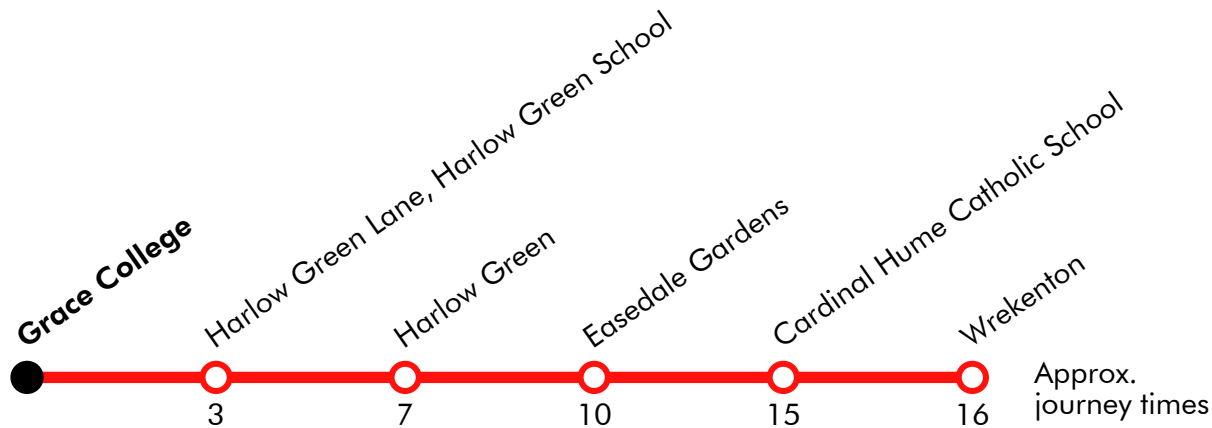 Grace College
Harlow Green Lane, Harlow Green School
Harlow Green
Easedale Gardens
Cardinal Hume Catholic School
Wrekenton
3
7
10
15
16
Approx.
journey times